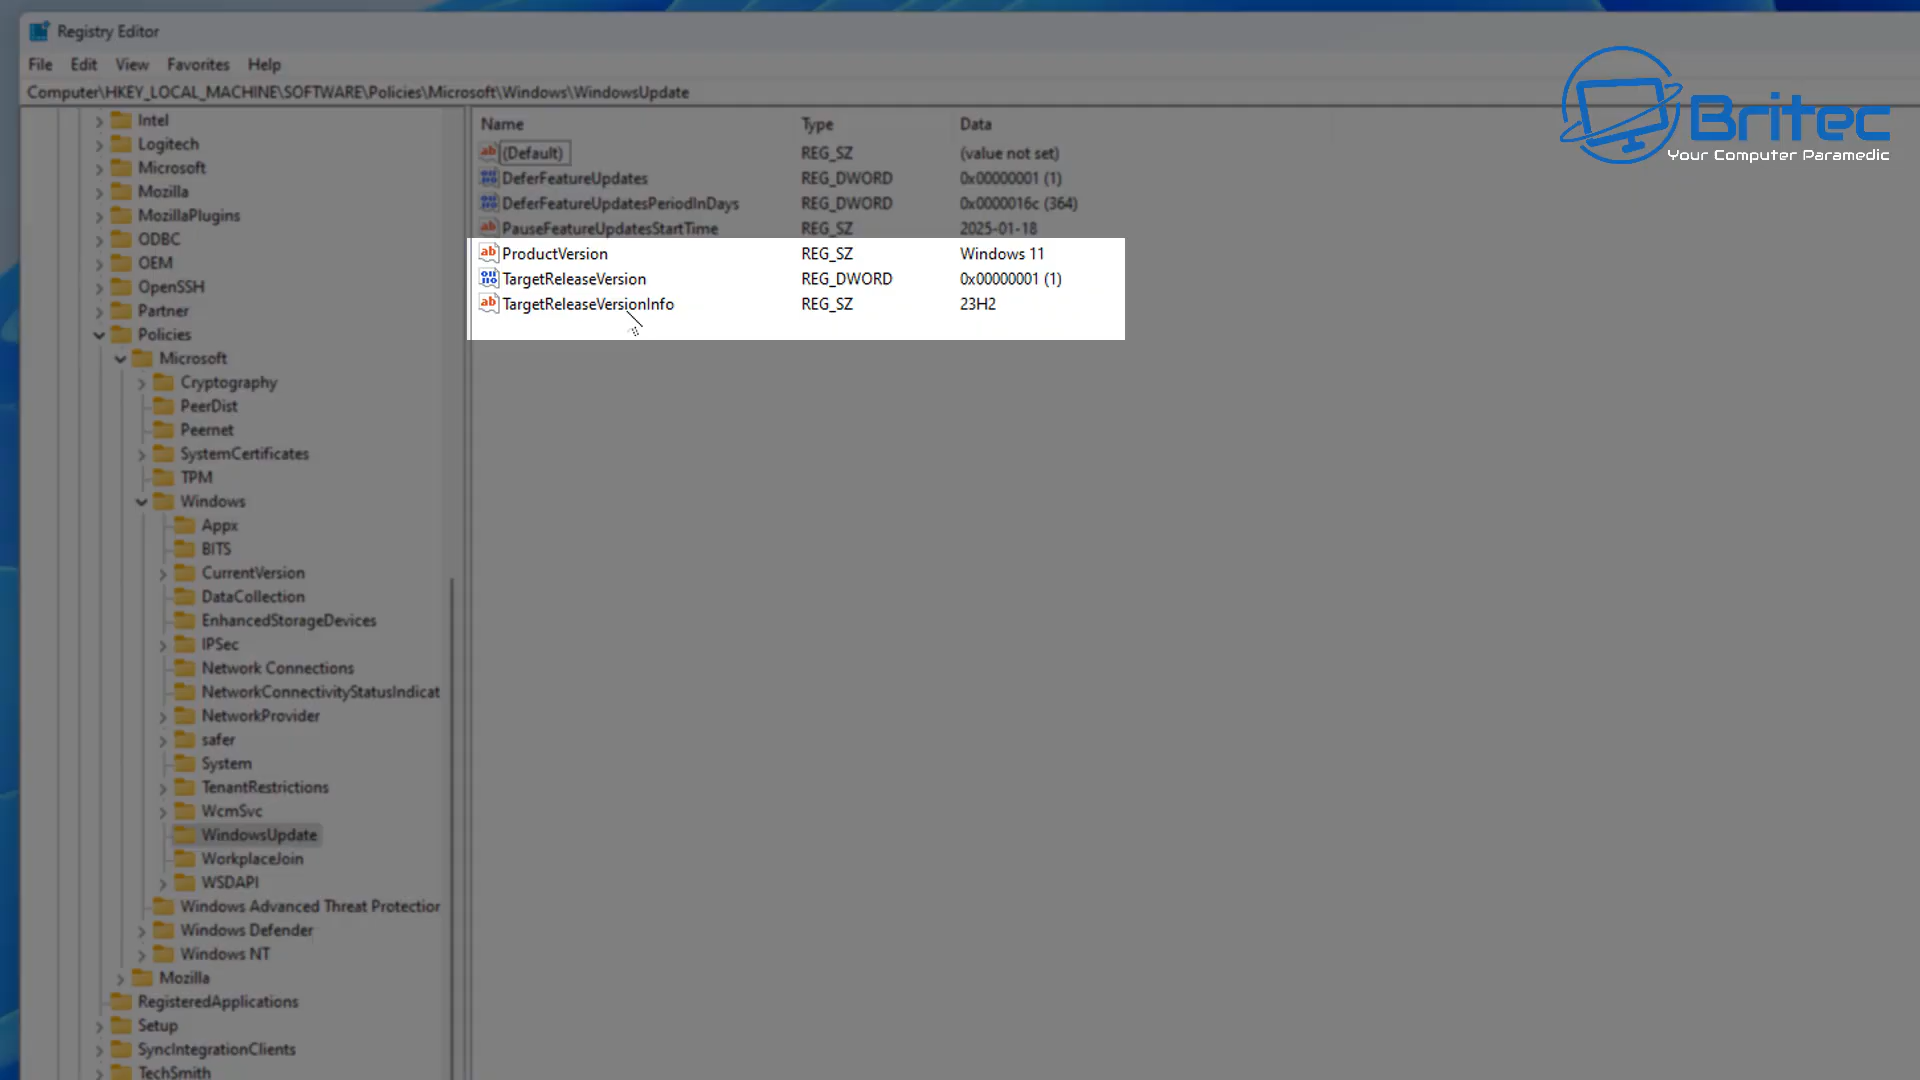 Registry Editor
File Edit View Favorites Help
Computer\HKEY_LOCAL_MACHINE\SOFTWARE\Policies\Microsoft\Windows\WindowsUpdate
Britec
Your Computer Paramedic
Intel
Logitech
Microsoft
Mozilla
MozillaPlugins
ODBC
OEM
OpenSSH
Partner
Policies
Microsoft
Cryptography
PeerDist
Peernet
SystemCertificates
TPM
Windows
Appx
BITS
CurrentVersion
DataCollection
EnhancedStorageDevices
IPSec
Network Connections
NetworkConnectivityStatusIndicat
NetworkProvider
safer
System
TenantRestrictions
WcmSvc
WindowsUpdate
WorkplaceJoin
WSDAPI
Windows Advanced Threat Protection
Windows Defender
Windows NT
Mozilla
RegisteredApplications
Setup
SyncIntegrationClients
TechSmith
Name Type Data
(Default) REG_SZ (value not set)
DeferFeatureUpdates REG_DWORD 0x00000001 (1)
DeferFeatureUpdatesPeriodInDays REG_DWORD 0x0000016c (364)
PauseFeatureUpdatesStartTime REG_SZ 2025-01-18
ProductVersion REG_SZ Windows 11
TargetReleaseVersion REG_DWORD 0x00000001 (1)
TargetReleaseVersionInfo REG_SZ 23H2